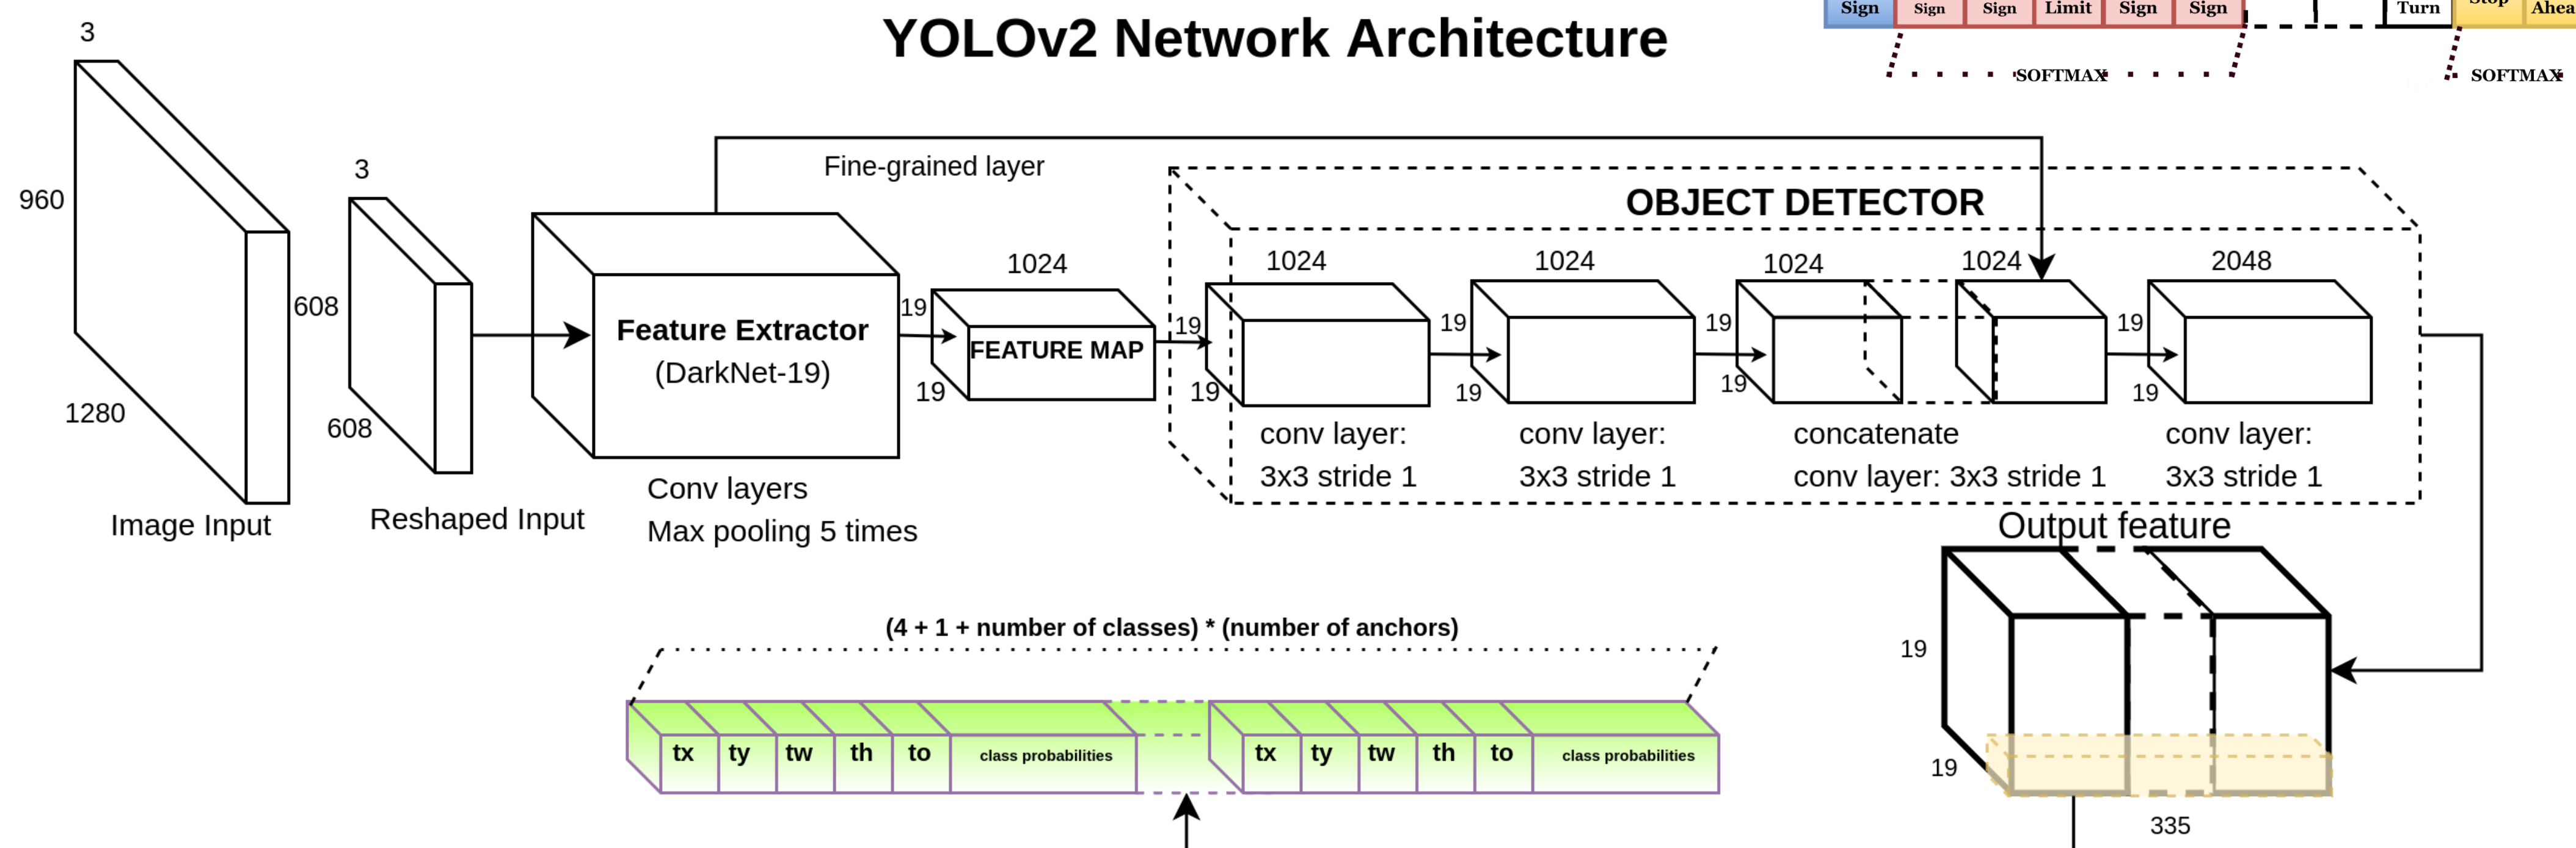 YOLOv2 Network Architecture
Sign
Sign
Sign
Limit
Sign
Sign
Turn
Stop
Ahea
SOFTMAX
SOFTMAX
3
960
1280
Image Input
3
608
608
Reshaped Input
Fine-grained layer
Feature Extractor
(DarkNet-19)
Conv layers
Max pooling 5 times
1024
19
19
FEATURE MAP
OBJECT DETECTOR
1024
19
19
conv layer:
3x3 stride 1
1024
19
19
conv layer:
3x3 stride 1
1024
1024
19
19
concatenate
conv layer: 3x3 stride 1
2048
19
19
conv layer:
3x3 stride 1
Output feature
19
19
335
(4 + 1 + number of classes) * (number of anchors)
tx ty tw th to class probabilities
tx ty tw th to class probabilities